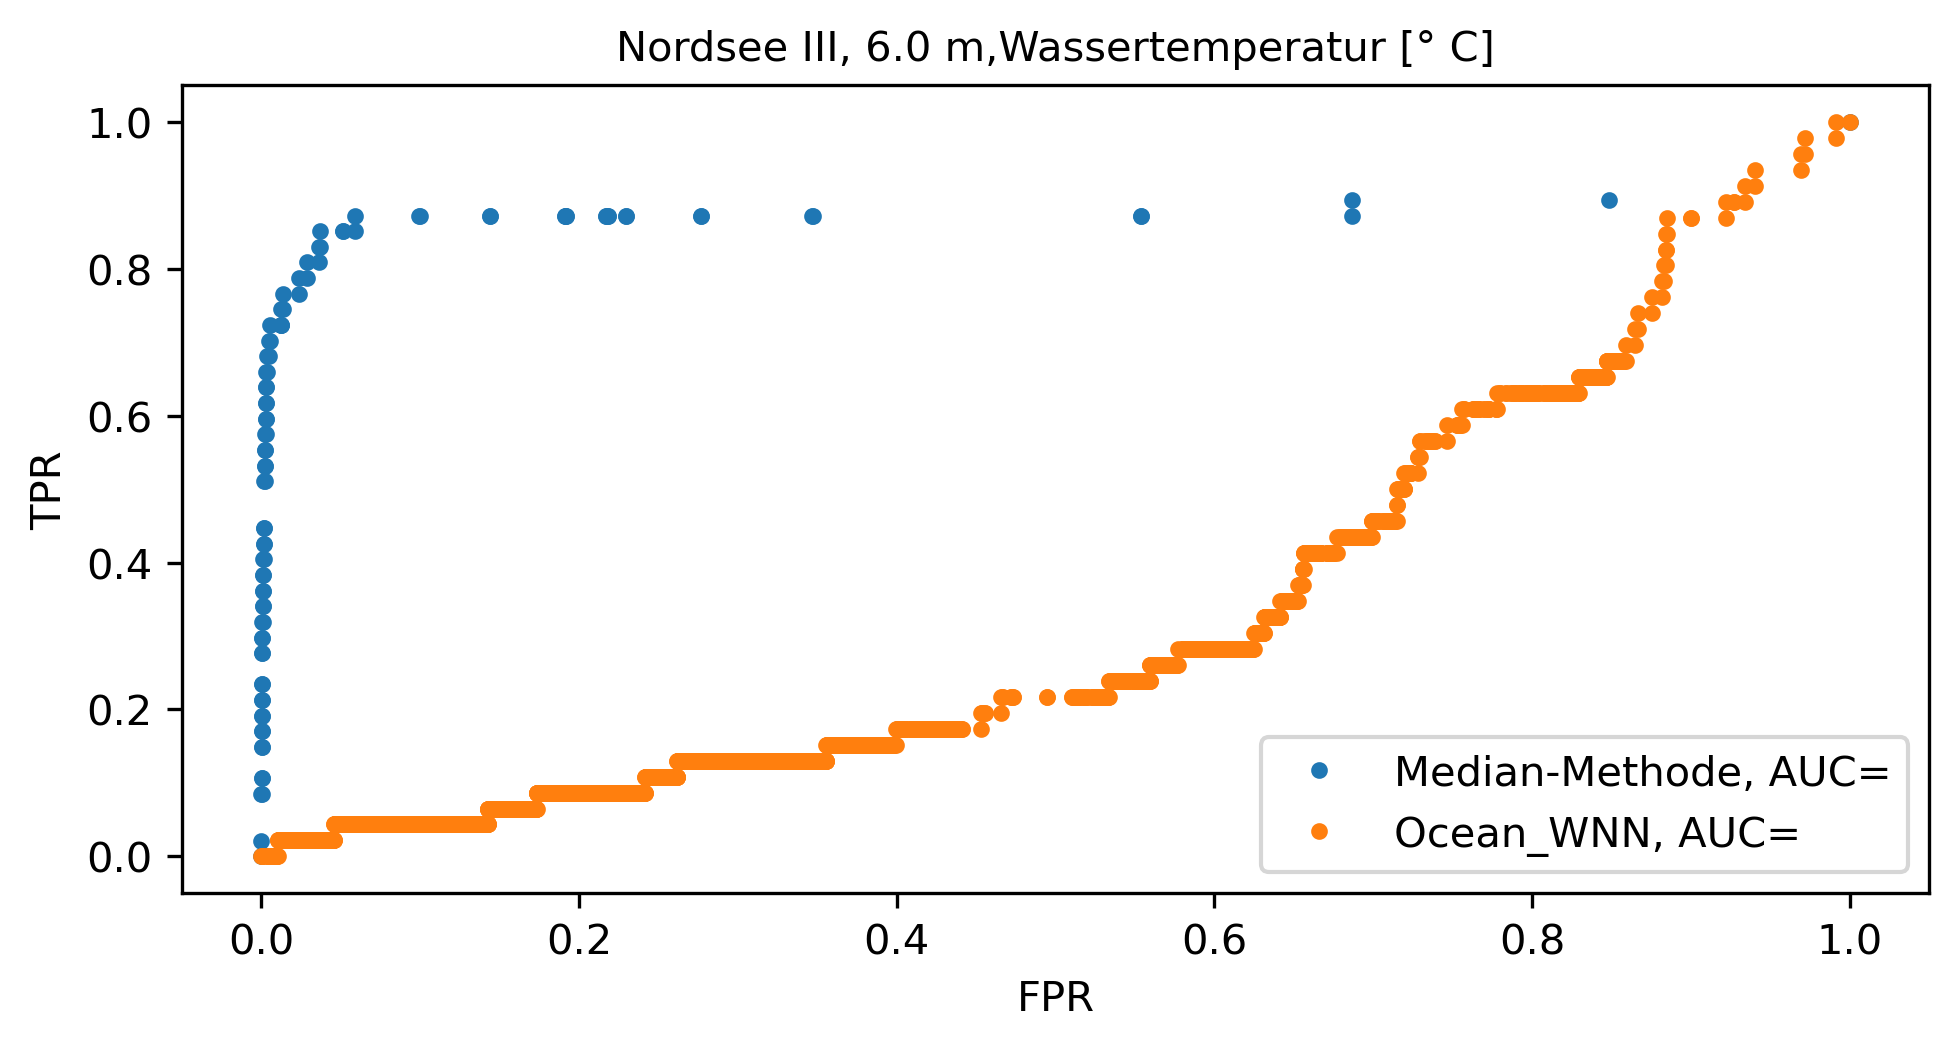 Nordsee III, 6.0 m,Wassertemperatur [° C]
TPR
1.0
0.8
0.6
0.4
0.2
0.0
Median-Methode, AUC=
Ocean_WNN, AUC=
0.0 0.2 0.4 0.6 0.8 1.0
FPR